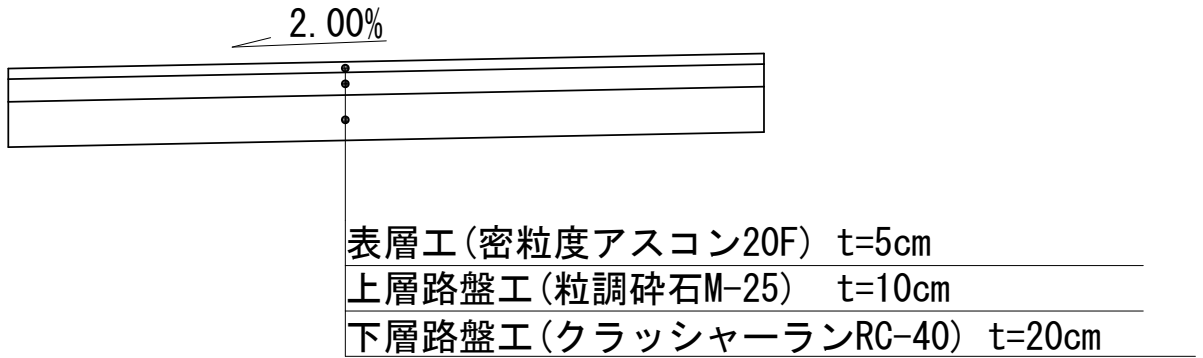 2.00%
表層工(密粒度アスコン20F) t=5cm
上層路盤工(粒調砕石M-25) t=10cm
下層路盤工(クラッシャーランRC-40) t=20cm